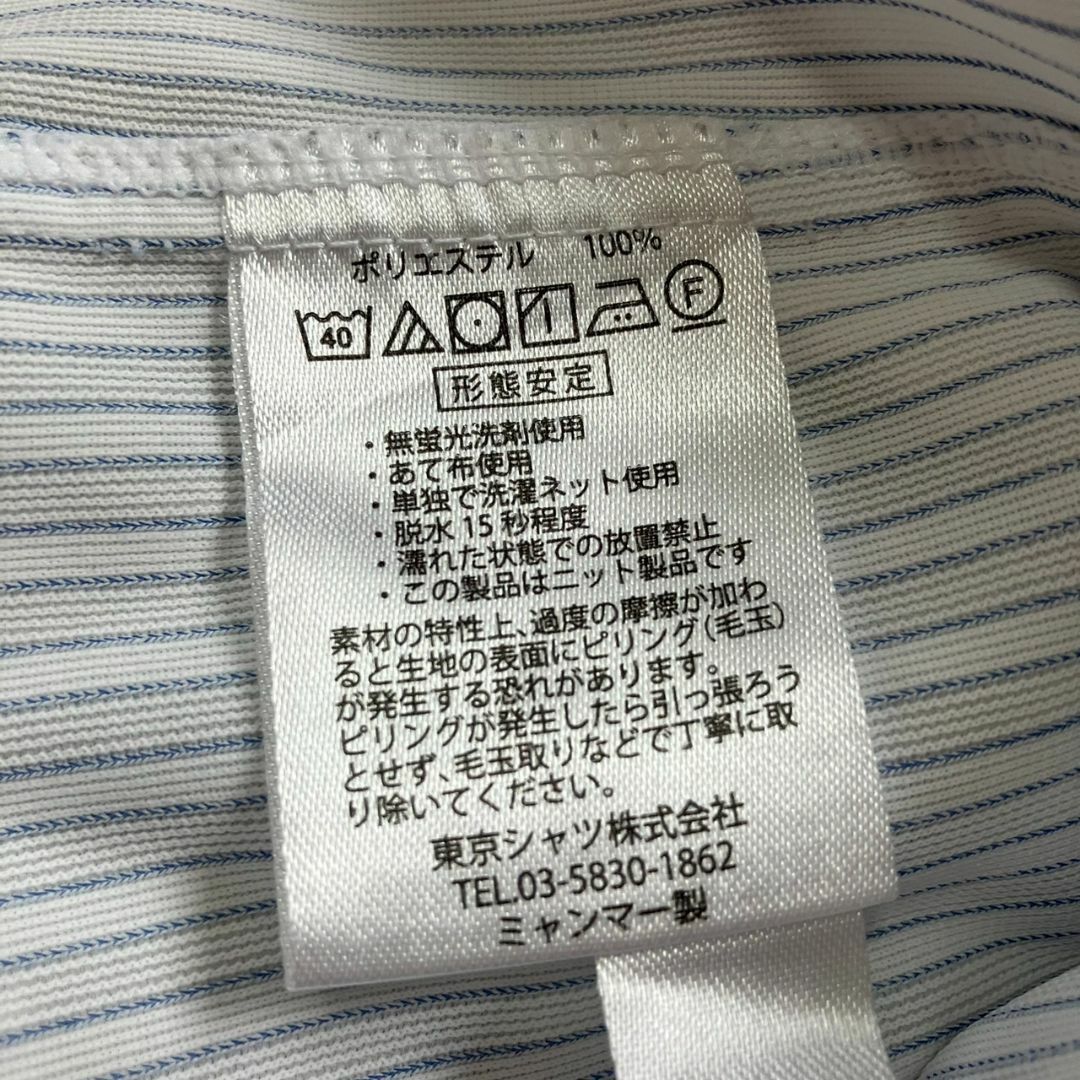 ポリエステル 100%
40 F
形態安定
・無蛍光洗剤使用
・あて布使用
・単独で洗濯ネット使用
・脱水15秒程度
・濡れた状態での放置禁止
・この製品はニット製品です
素材の特性上、過度の摩擦が加わ
ると生地の表面にピリング(毛玉)
が発生する恐れがあります。
ピリングが発生したら引っ張ろう
とせず、毛玉取りなどで丁寧に取
り除いてください。
東京シャツ株式会社
TEL.03-5830-1862
ミャンマー製